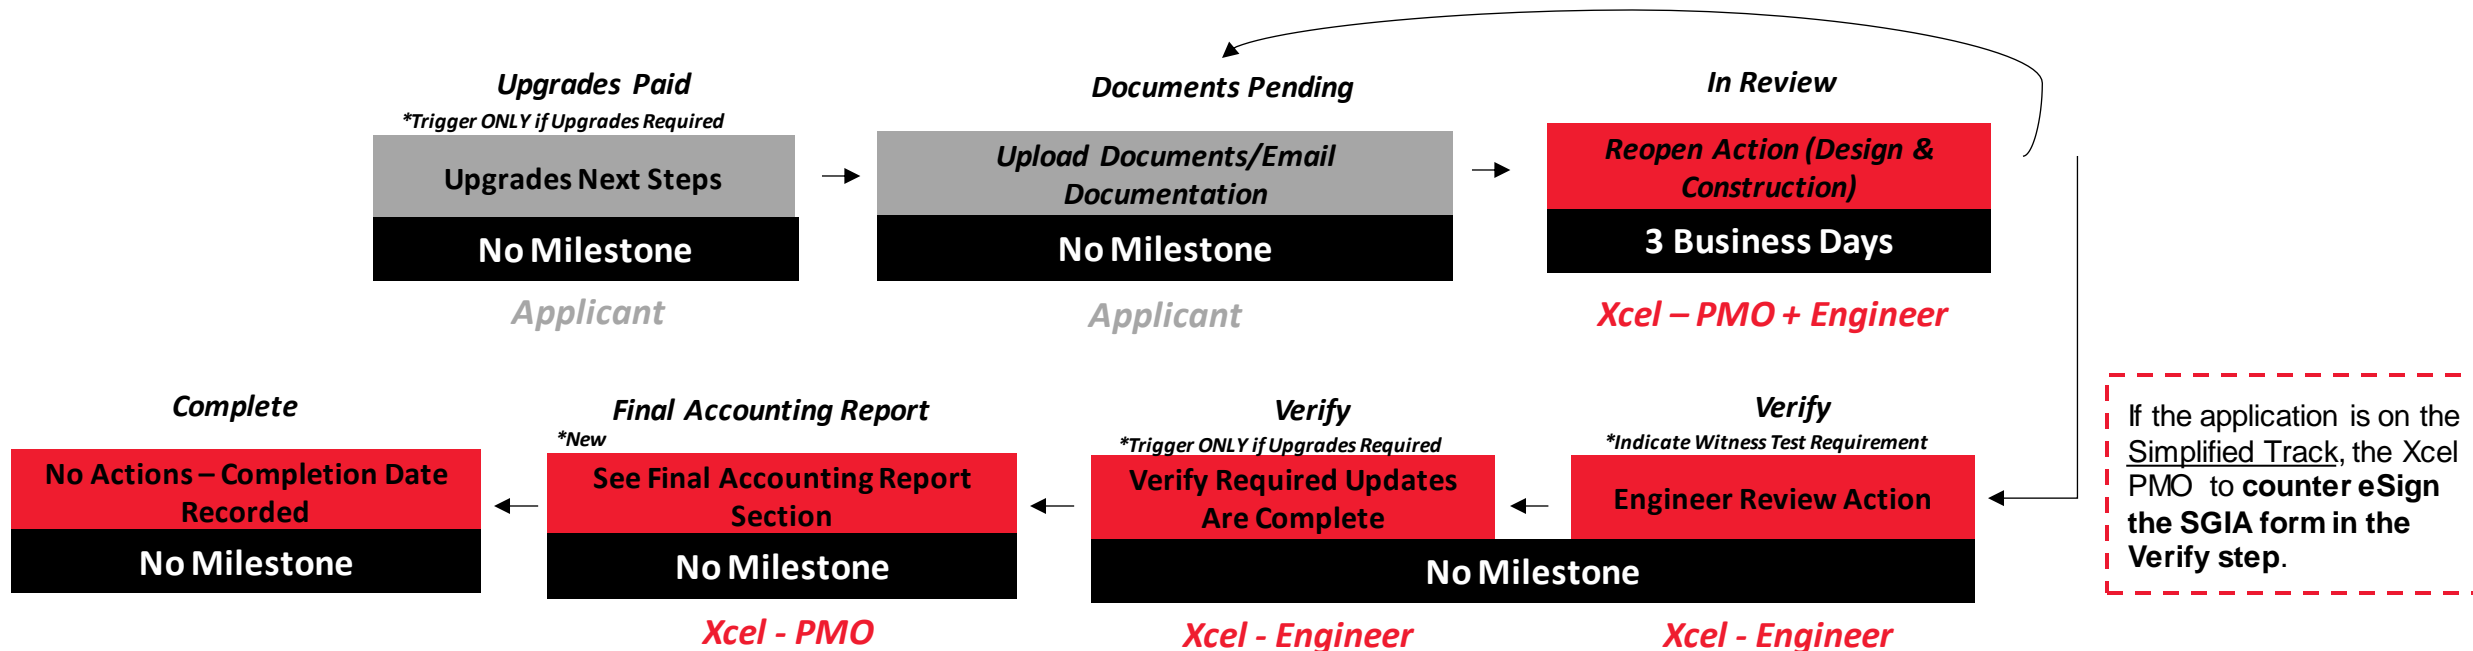 Upgrades Paid
*Trigger ONLY if Upgrades Required
Upgrades Next Steps
No Milestone
Applicant
Documents Pending
Upload Documents/Email
Documentation
No Milestone
Applicant
In Review
Reopen Action (Design &
Construction)
3 Business Days
Xcel – PMO + Engineer
Complete
No Actions – Completion Date
Recorded
No Milestone
Final Accounting Report
*New
See Final Accounting Report
Section
No Milestone
Xcel - PMO
Verify
*Trigger ONLY if Upgrades Required
Verify Required Updates
Are Complete
Verify
*Indicate Witness Test Requirement
Engineer Review Action
No Milestone
Xcel - Engineer
Xcel - Engineer
If the application is on the
Simplified Track, the Xcel
PMO to counter eSign
the SGIA form in the
Verify step.